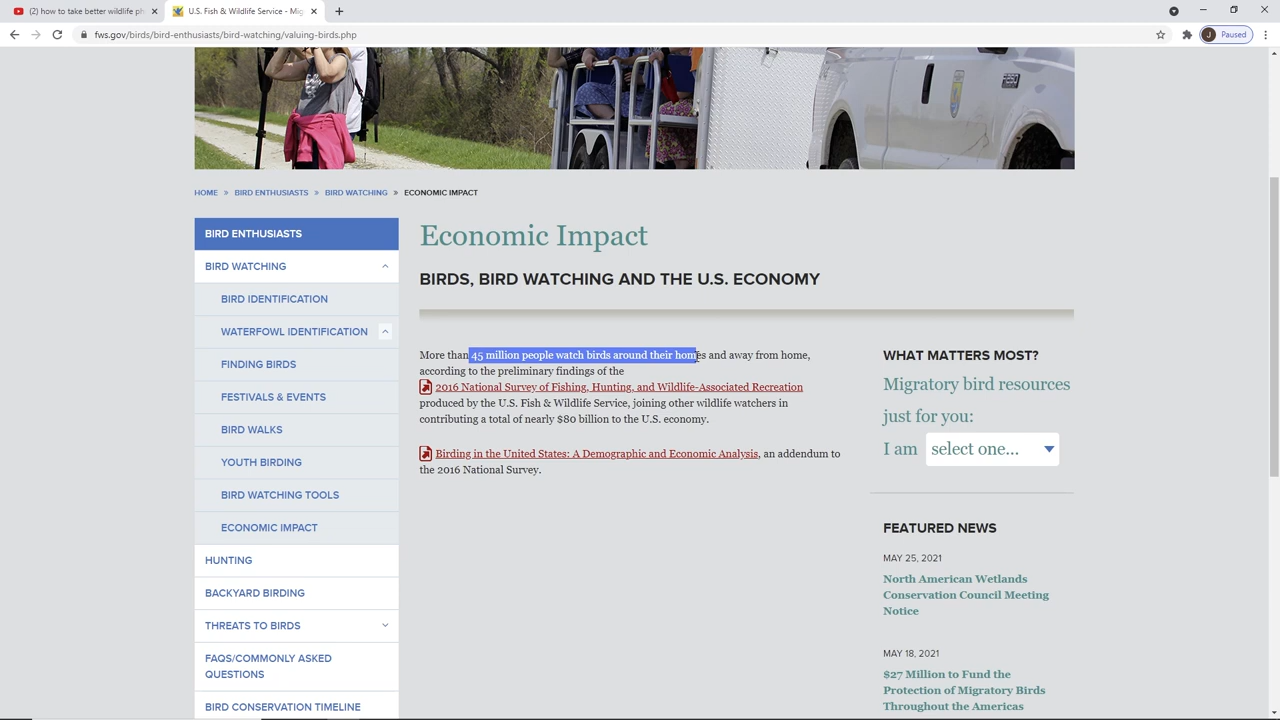 (2) how to take better wildlife ph
U.S. Fish & Wildlife Service - Mig
fws.gov/birds/bird-enthusiasts/bird-watching/valuing-birds.php
J
Paused
HOME » BIRD ENTHUSIASTS » BIRD WATCHING » ECONOMIC IMPACT
BIRD ENTHUSIASTS
BIRD WATCHING
BIRD IDENTIFICATION
WATERFOWL IDENTIFICATION
FINDING BIRDS
FESTIVALS & EVENTS
BIRD WALKS
YOUTH BIRDING
BIRD WATCHING TOOLS
ECONOMIC IMPACT
HUNTING
BACKYARD BIRDING
THREATS TO BIRDS
FAQS/COMMONLY ASKED
QUESTIONS
BIRD CONSERVATION TIMELINE
Economic Impact
BIRDS, BIRD WATCHING AND THE U.S. ECONOMY
More than 45 million people watch birds around their homes and away from home,
according to the preliminary findings of the
2016 National Survey of Fishing, Hunting, and Wildlife-Associated Recreation
produced by the U.S. Fish & Wildlife Service, joining other wildlife watchers in
contributing a total of nearly $80 billion to the U.S. economy.
Birding in the United States: A Demographic and Economic Analysis, an addendum to
the 2016 National Survey.
WHAT MATTERS MOST?
Migratory bird resources
just for you:
I am select one...
FEATURED NEWS
MAY 25, 2021
North American Wetlands
Conservation Council Meeting
Notice
MAY 18, 2021
$27 Million to Fund the
Protection of Migratory Birds
Throughout the Americas